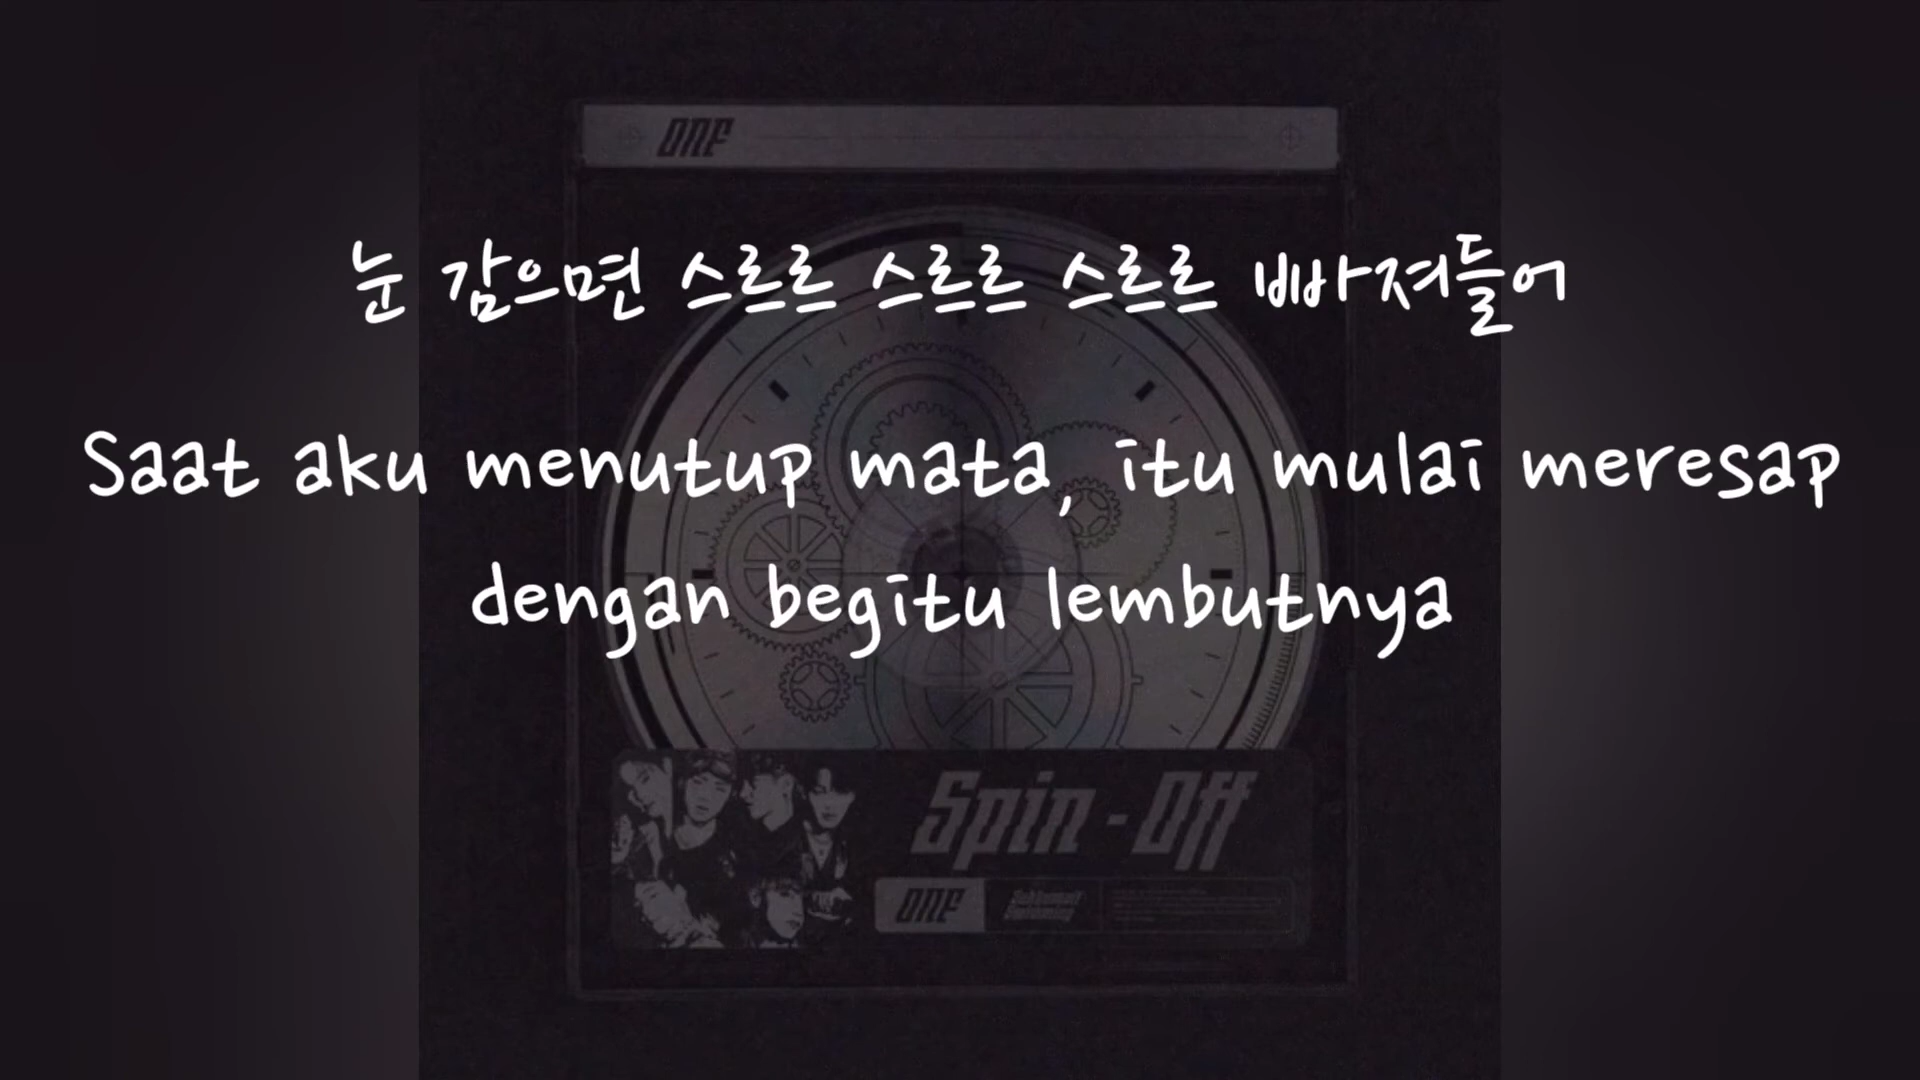 ONF
눈 감으면 스르르 스르르 스르르 빠져들어
Saat aku menutup mata, itu mulai meresap
dengan begitu lembutnya
Spin - Off
ONF